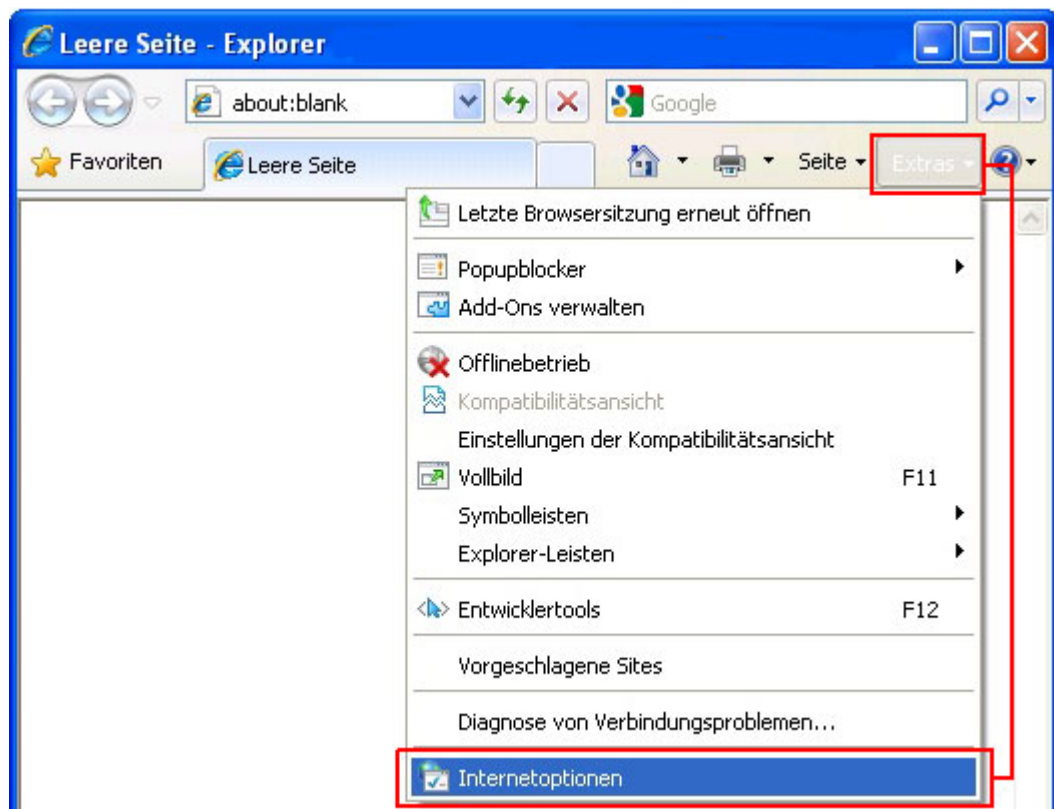 Leere Seite - Explorer
about:blank
Google
Favoriten
Leere Seite
Seite
Extras
Letzte Browsersitzung erneut öffnen
Popupblocker
Add-Ons verwalten
Offlinebetrieb
Kompatibilitätsansicht
Einstellungen der Kompatibilitätsansicht
Vollbild F11
Symbolleisten
Explorer-Leisten
Entwicklertools F12
Vorgeschlagene Sites
Diagnose von Verbindungsproblemen...
Internetoptionen